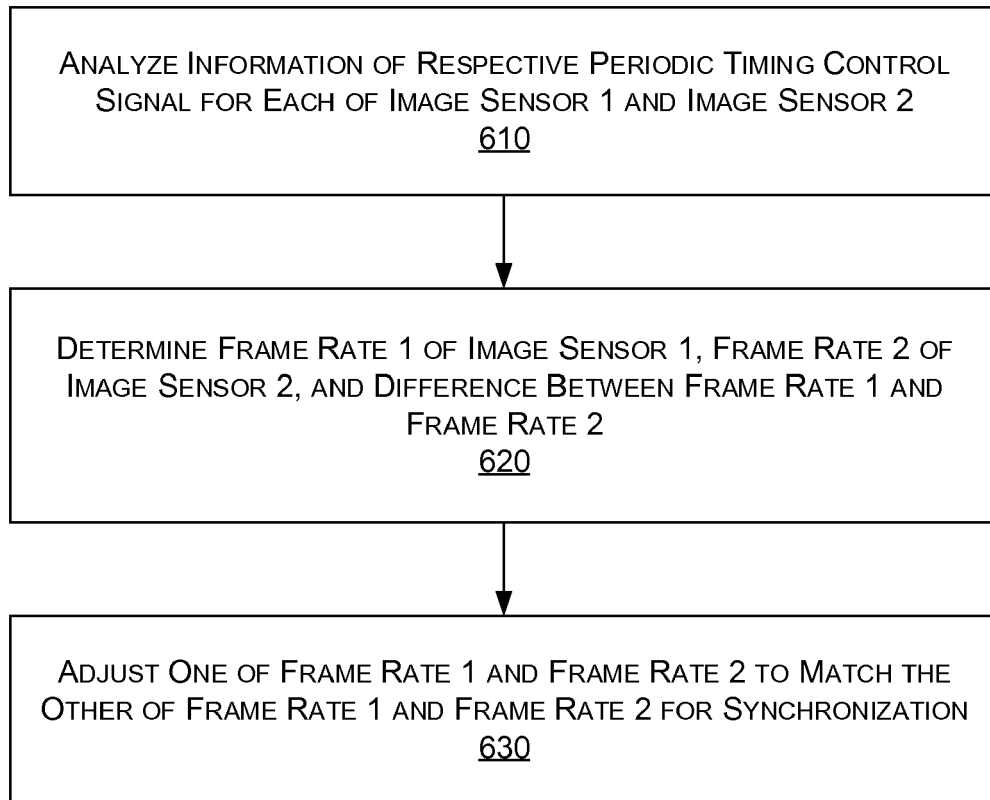 ANALYZE INFORMATION OF RESPECTIVE PERIODIC TIMING CONTROL
SIGNAL FOR EACH OF IMAGE SENSOR 1 AND IMAGE SENSOR 2
610
DETERMINE FRAME RATE 1 OF IMAGE SENSOR 1, FRAME RATE 2 OF
IMAGE SENSOR 2, AND DIFFERENCE BETWEEN FRAME RATE 1 AND
FRAME RATE 2
620
ADJUST ONE OF FRAME RATE 1 AND FRAME RATE 2 TO MATCH THE
OTHER OF FRAME RATE 1 AND FRAME RATE 2 FOR SYNCHRONIZATION
630